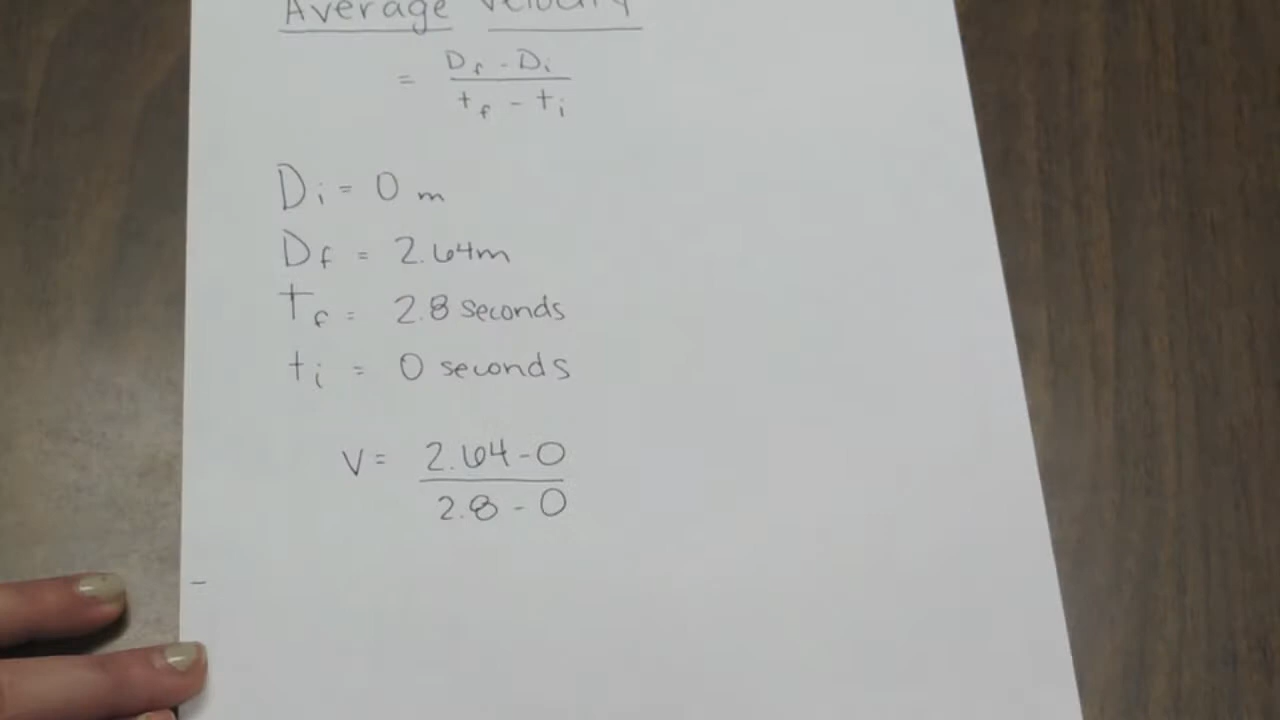 Average Velocity
= Df - Di
tf - ti
Di = 0 m
Df = 2.64m
tf = 2.8 seconds
ti = 0 seconds
V = 2.64 - 0
2.8 - 0